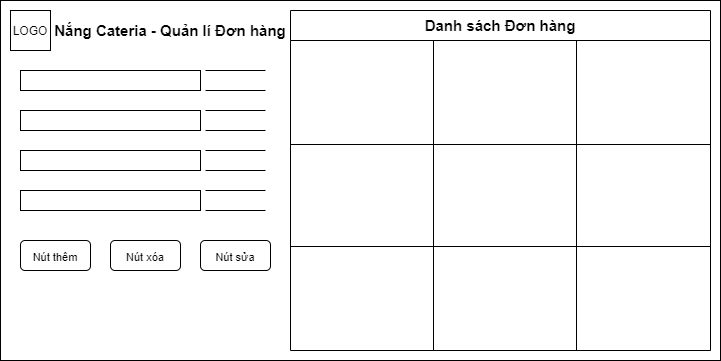 LOGO
Nắng Cateria - Quản lí Đơn hàng
Danh sách Đơn hàng
Nút thêm
Nút xóa
Nút sửa